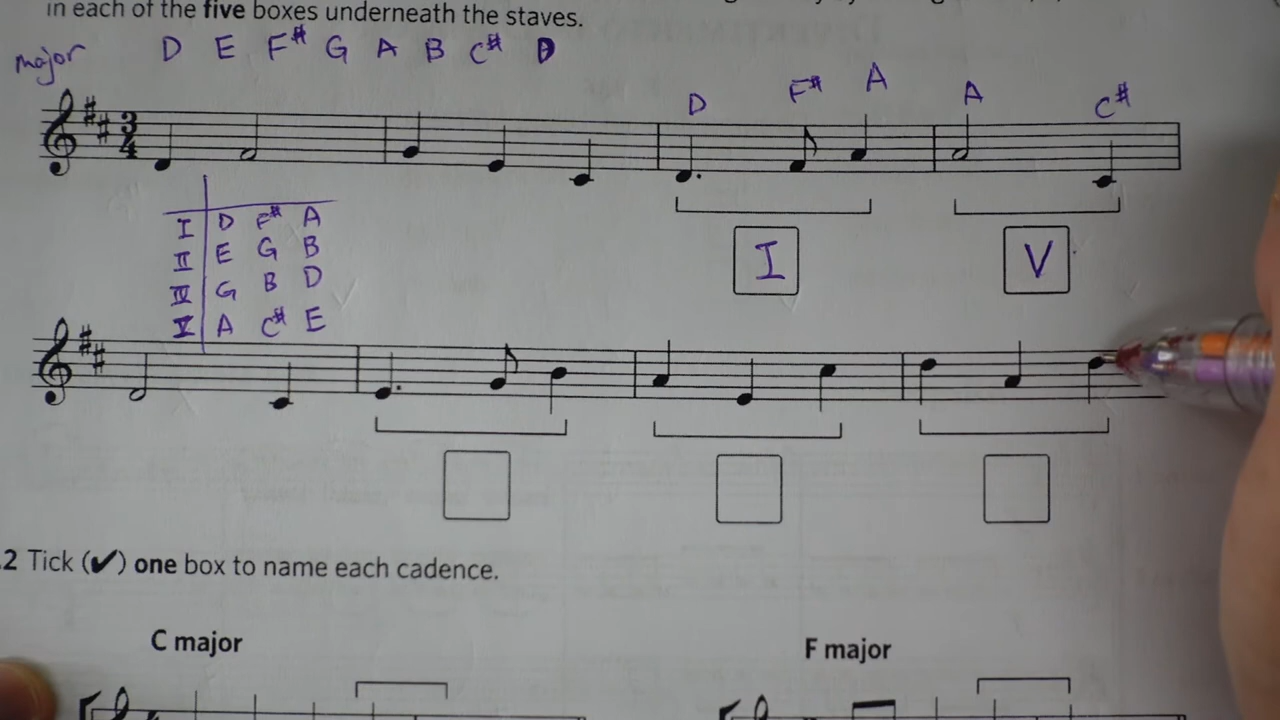 in each of the five boxes underneath the staves.
major D E F# G A B C# D
D F# A A C#
3
4
I D F# A
II E G B
IV G B D
V A C# E
I V
.2 Tick (✔) one box to name each cadence.
C major F major